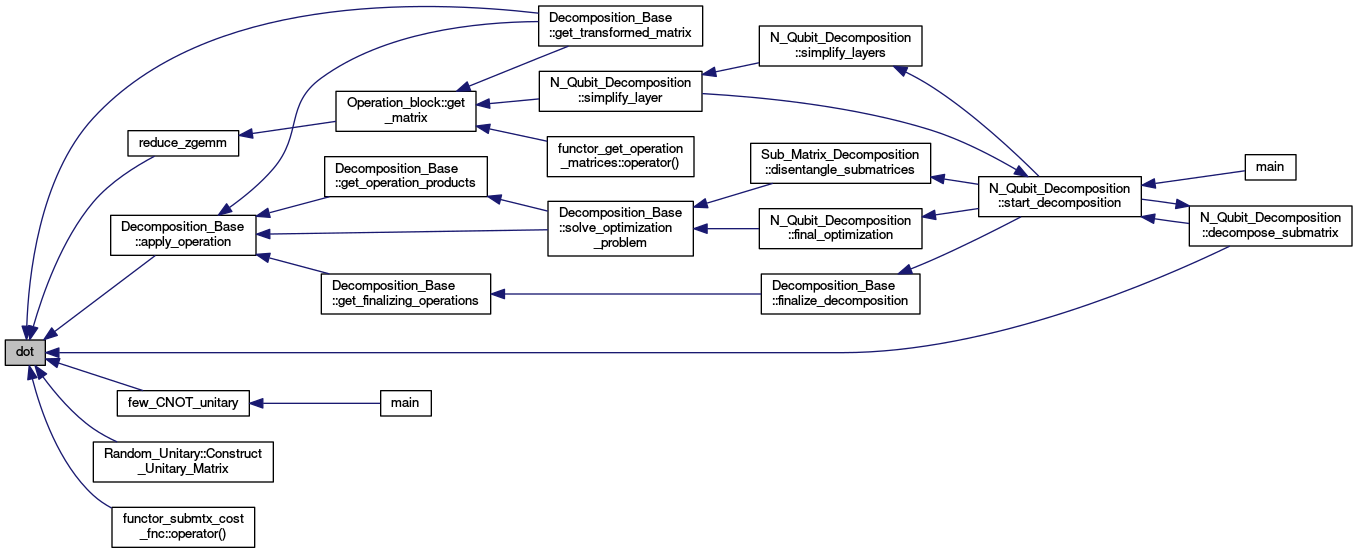 Decomposition_Base
::get_transformed_matrix
N_Qubit_Decomposition
::simplify_layers
N_Qubit_Decomposition
::simplify_layer
Operation_block::get
_matrix
reduce_zgemm
functor_get_operation
_matrices::operator()
Sub_Matrix_Decomposition
::disentangle_submatrices
main
Decomposition_Base
::get_operation_products
N_Qubit_Decomposition
::start_decomposition
Decomposition_Base
::solve_optimization
_problem
N_Qubit_Decomposition
::final_optimization
N_Qubit_Decomposition
::decompose_submatrix
Decomposition_Base
::apply_operation
Decomposition_Base
::get_finalizing_operations
Decomposition_Base
::finalize_decomposition
dot
few_CNOT_unitary
main
Random_Unitary::Construct
_Unitary_Matrix
functor_submtx_cost
_fnc::operator()